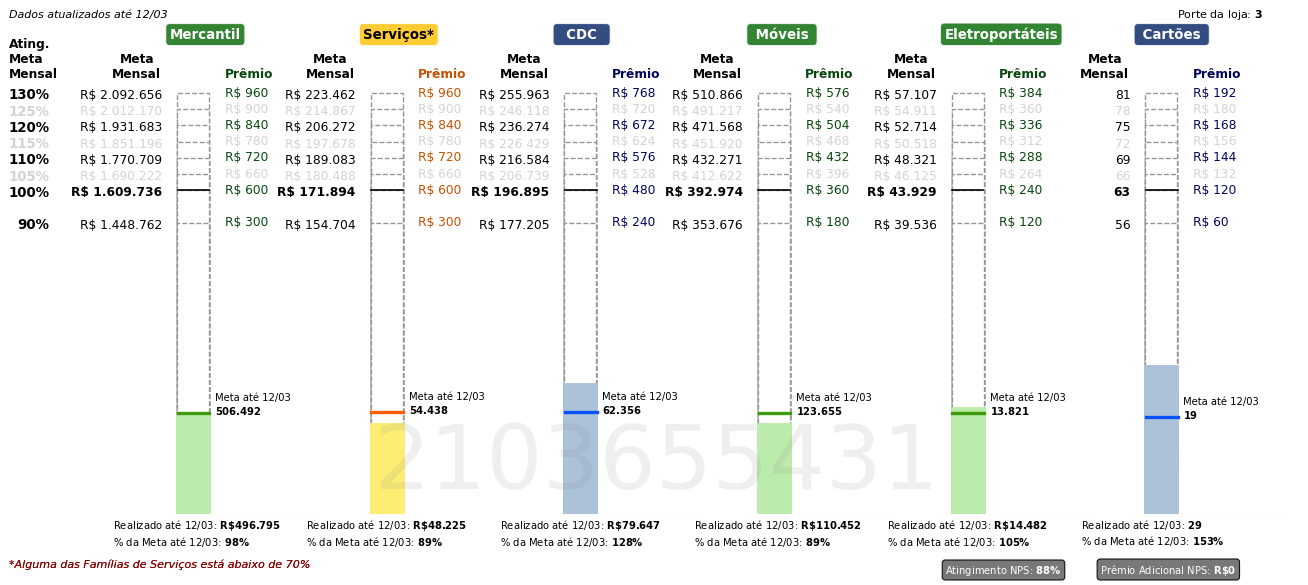 Dados atualizados até 12/03 Porte da loja: 3
Mercantil Serviços* CDC Móveis Eletroportáteis Cartões
Ating. Meta Mensal Meta Mensal Prêmio Meta Mensal Prêmio Meta Mensal Prêmio Meta Mensal Prêmio Meta Mensal Prêmio Meta Mensal Prêmio
130% R$ 2.092.656 R$ 960 R$ 223.462 R$ 960 R$ 255.963 R$ 768 R$ 510.866 R$ 576 R$ 57.107 R$ 384 81 R$ 192
125% R$ 2.012.170 R$ 900 R$ 214.867 R$ 900 R$ 246.118 R$ 720 R$ 491.217 R$ 540 R$ 54.911 R$ 360 78 R$ 180
120% R$ 1.931.683 R$ 840 R$ 206.272 R$ 840 R$ 236.274 R$ 672 R$ 471.568 R$ 504 R$ 52.714 R$ 336 75 R$ 168
115% R$ 1.851.196 R$ 780 R$ 197.678 R$ 780 R$ 226.429 R$ 624 R$ 451.920 R$ 468 R$ 50.518 R$ 312 72 R$ 156
110% R$ 1.770.709 R$ 720 R$ 189.083 R$ 720 R$ 216.584 R$ 576 R$ 432.271 R$ 432 R$ 48.321 R$ 288 69 R$ 144
105% R$ 1.690.222 R$ 660 R$ 180.488 R$ 660 R$ 206.739 R$ 528 R$ 412.622 R$ 396 R$ 46.125 R$ 264 66 R$ 132
100% R$ 1.609.736 R$ 600 R$ 171.894 R$ 600 R$ 196.895 R$ 480 R$ 392.974 R$ 360 R$ 43.929 R$ 240 63 R$ 120
90% R$ 1.448.762 R$ 300 R$ 154.704 R$ 300 R$ 177.205 R$ 240 R$ 353.676 R$ 180 R$ 39.536 R$ 120 56 R$ 60
Meta até 12/03 Meta até 12/03 Meta até 12/03 Meta até 12/03 Meta até 12/03 Meta até 12/03
506.492 54.438 62.356 123.655 13.821 19
2103655431
Realizado até 12/03: R$496.795 Realizado até 12/03: R$48.225 Realizado até 12/03: R$79.647 Realizado até 12/03: R$110.452 Realizado até 12/03: R$14.482 Realizado até 12/03: 29
% da Meta até 12/03: 98% % da Meta até 12/03: 89% % da Meta até 12/03: 128% % da Meta até 12/03: 89% % da Meta até 12/03: 105% % da Meta até 12/03: 153%
*Alguma das Famílias de Serviços está abaixo de 70% Atingimento NPS: 88% Prêmio Adicional NPS: R$0